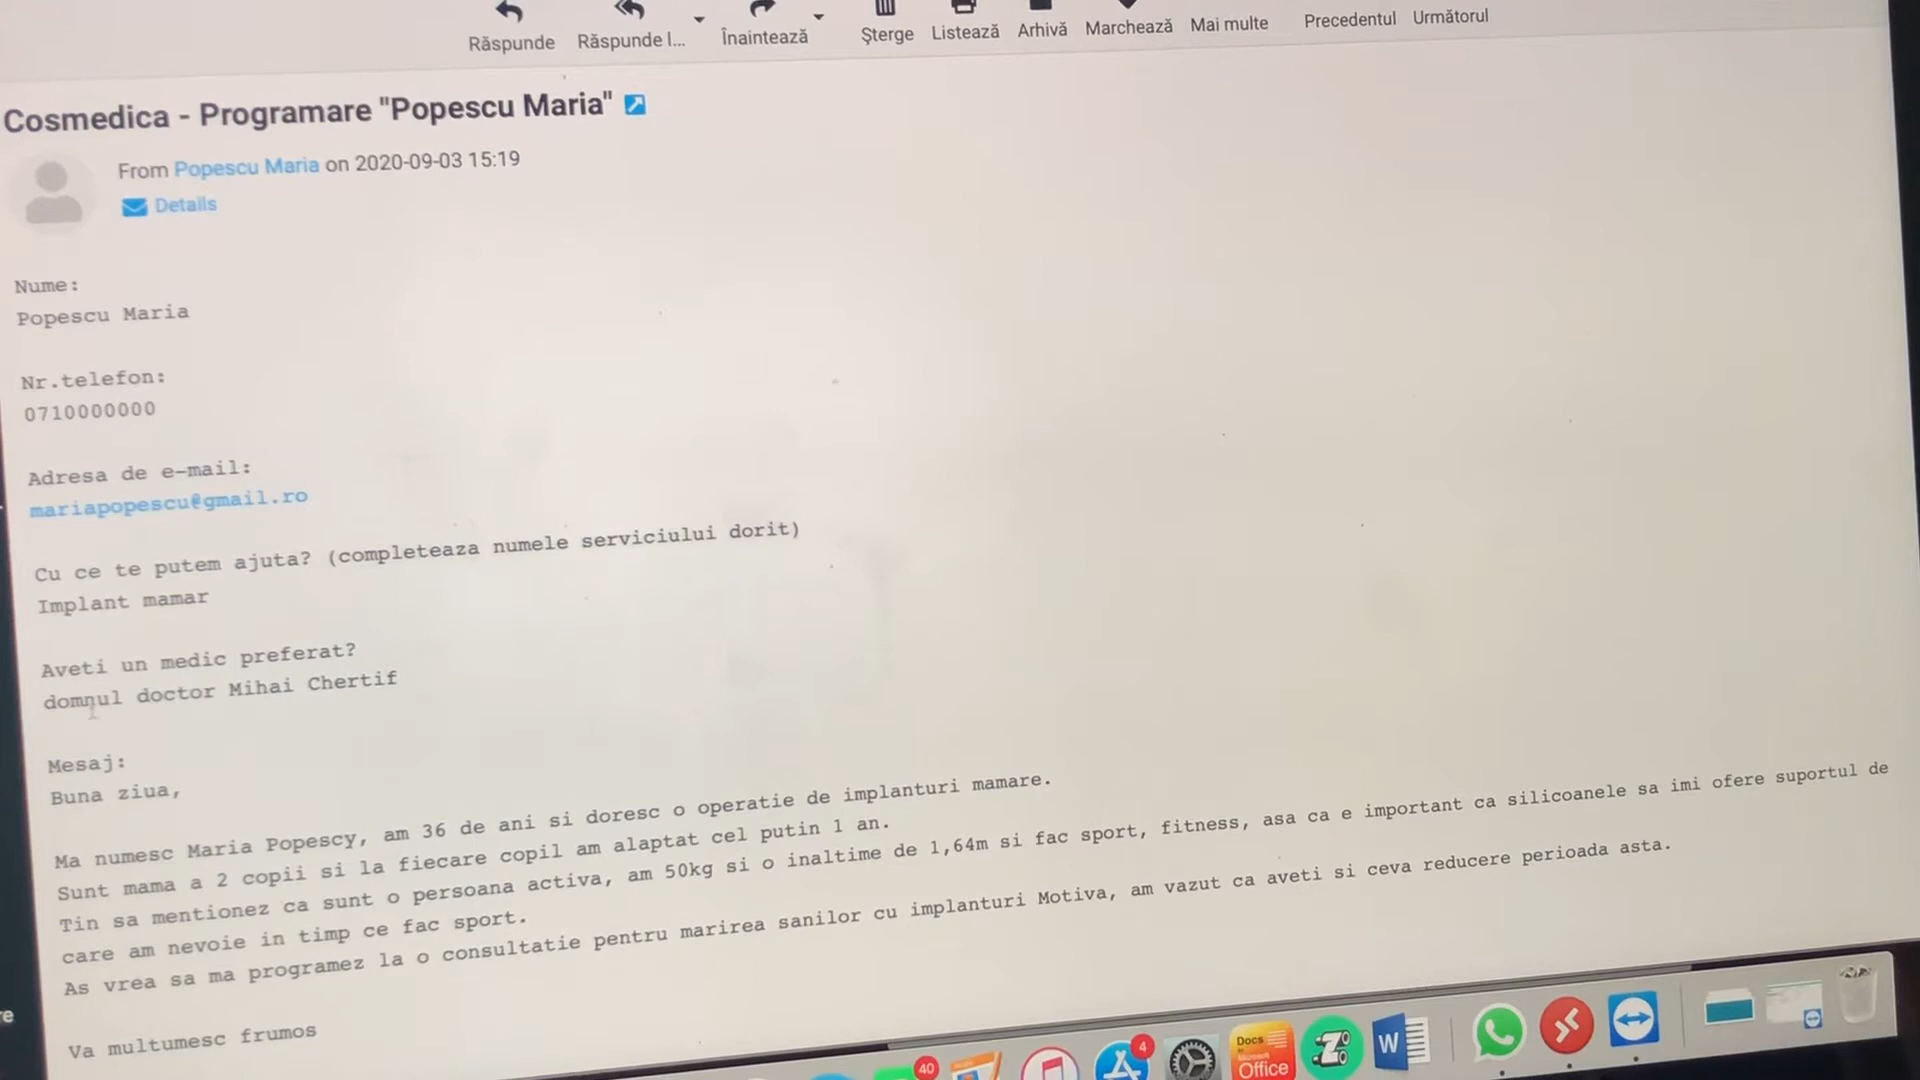 Răspunde Răspunde l... Înaintează Șterge Listează Arhivă Marchează Mai multe Precedentul Următorul
Cosmedica - Programare "Popescu Maria"
From Popescu Maria on 2020-09-03 15:19
Details
Nume:
Popescu Maria
Nr.telefon:
0710000000
Adresa de e-mail:
mariapopescu@gmail.ro
Cu ce te putem ajuta? (completeaza numele serviciului dorit)
Implant mamar
Aveti un medic preferat?
domnul doctor Mihai Chertif
Mesaj:
Buna ziua,
Ma numesc Maria Popescy, am 36 de ani si doresc o operatie de implanturi mamare.
Sunt mama a 2 copii si la fiecare copil am alaptat cel putin 1 an.
Tin sa mentionez ca sunt o persoana activa, am 50kg si o inaltime de 1,64m si fac sport, fitness, asa ca e important ca silicoanele sa imi ofere suportul de
care am nevoie in timp ce fac sport.
As vrea sa ma programez la o consultatie pentru marirea sanilor cu implanturi Motiva, am vazut ca aveti si ceva reducere perioada asta.
Va multumesc frumos
re
40
4
Docs
Microsoft
Office
W